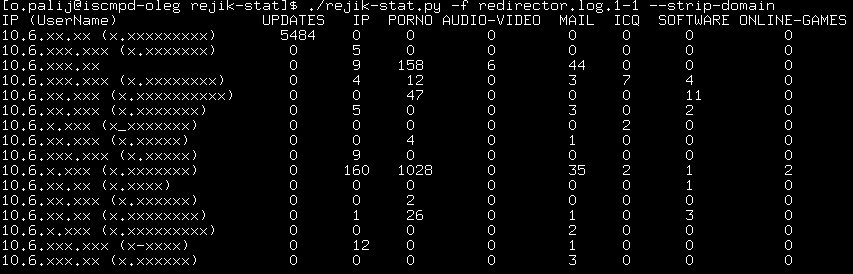 [o.palij@iscmpd-oleg rejik-stat]$ ./rejik-stat.py -f redirector.log.1-1 --strip-domain
IP (UserName) UPDATES IP PORNO AUDIO-VIDEO MAIL ICQ SOFTWARE ONLINE-GAMES
10.6.xx.xx (x.xxxxxxxxx) 5484 0 0 0 0 0 0 0
10.6.xxx.xxx (x.xxxxxx) 0 5 0 0 0 0 0 0
10.6.xxx.xx 0 9 158 6 44 0 0 0
10.6.xxx.xxx (x.xxxxxxxxx) 0 4 12 0 3 7 4 0
10.6.xx.xxx (x.xxxxxxxxxx) 0 0 47 0 0 0 11 0
10.6.xx.xxx (x.xxxxxxx) 0 5 0 0 3 0 2 0
10.6.x.xxx (x_xxxxxxx) 0 0 0 0 0 2 0 0
10.6.xxx.xx (x.xxxxx) 0 0 4 0 1 0 0 0
10.6.xxx.xxx (x.xxxxx) 0 9 0 0 0 0 0 0
10.6.x.xxx (x.xxxxxxx) 0 160 1028 0 35 2 1 2
10.6.xx.xx (x.xxxx) 0 0 0 0 0 0 1 0
10.6.xxx.xx (x.xxxxxx) 0 0 2 0 0 0 0 0
10.6.xx.xx (x.xxxxxxxxx) 0 1 26 0 1 0 3 0
10.6.x.xxx (x.xxxxxxxxx) 0 0 0 0 2 0 0 0
10.6.xxx.xxx (x-xxxx) 0 12 0 0 1 0 0 0
10.6.x.xxx (x.xxxxxx) 0 0 0 0 3 0 0 0